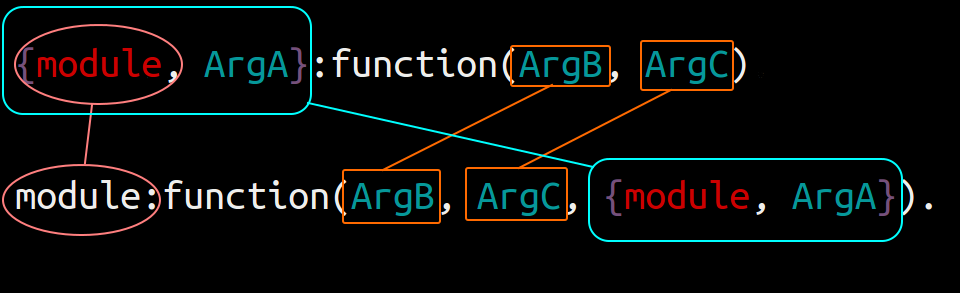 {module, ArgA}:function(ArgB, ArgC)
module:function(ArgB, ArgC, {module, ArgA}).